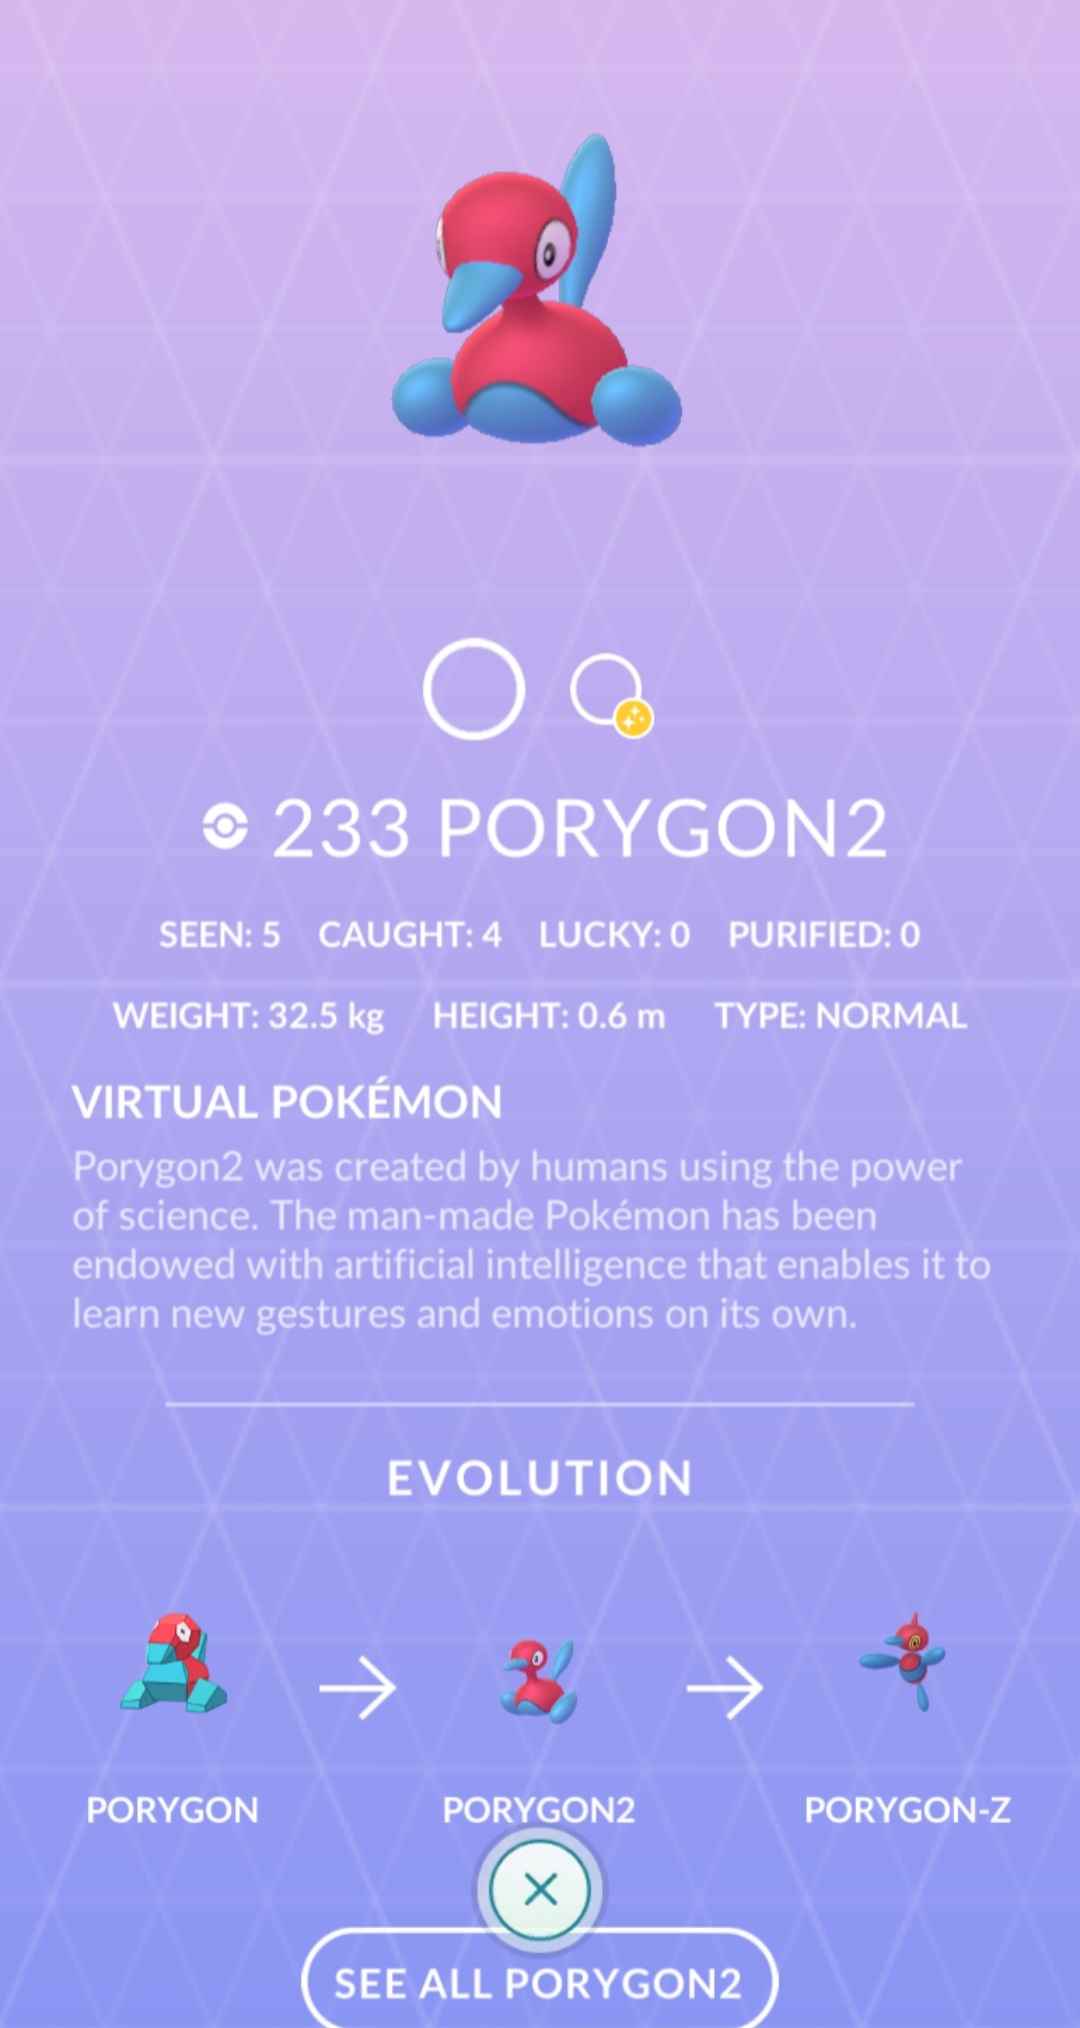 233 PORYGON2
SEEN: 5 CAUGHT: 4 LUCKY: 0 PURIFIED: 0
WEIGHT: 32.5 kg HEIGHT: 0.6 m TYPE: NORMAL
VIRTUAL POKÉMON
Porygon2 was created by humans using the power
of science. The man-made Pokémon has been
endowed with artificial intelligence that enables it to
learn new gestures and emotions on its own.
EVOLUTION
PORYGON PORYGON2 PORYGON-Z
SEE ALL PORYGON2